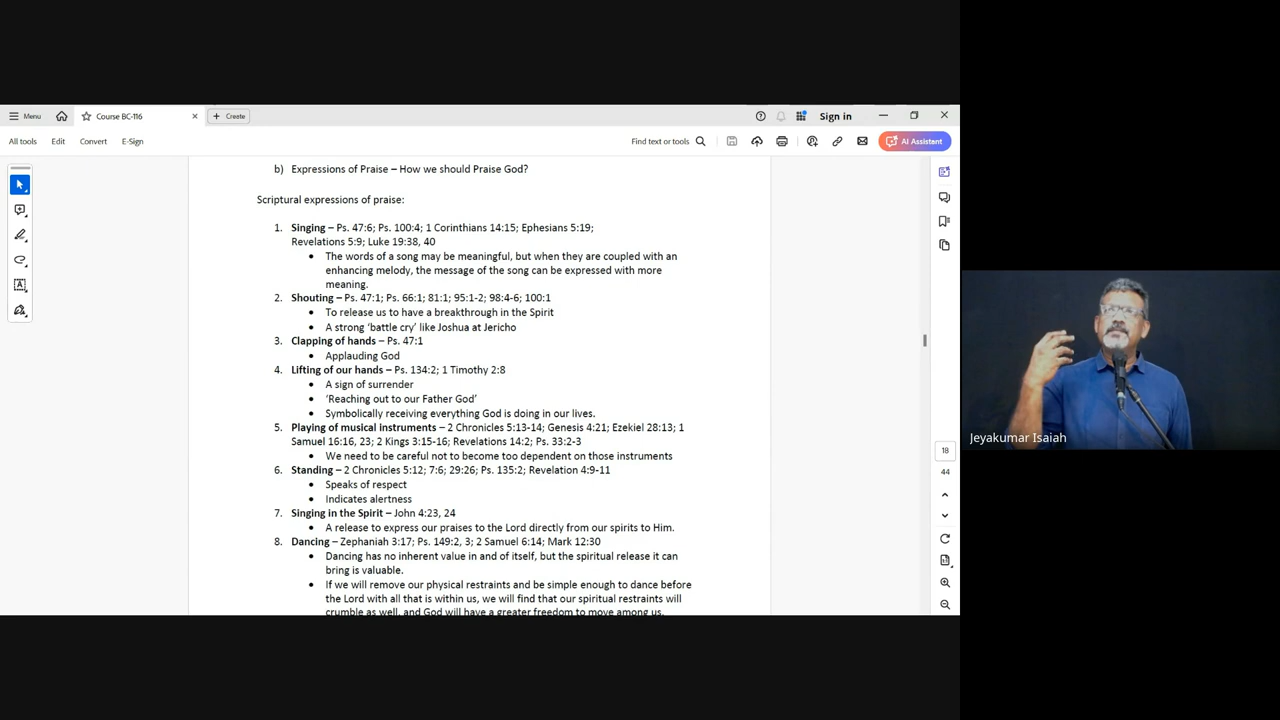 Menu
Course BC-116
Create
Sign in
All tools
Edit
Convert
E-Sign
Find text or tools
AI Assistant
b) Expressions of Praise – How we should Praise God?
Scriptural expressions of praise:
1. Singing – Ps. 47:6; Ps. 100:4; 1 Corinthians 14:15; Ephesians 5:19;
Revelations 5:9; Luke 19:38, 40
• The words of a song may be meaningful, but when they are coupled with an
enhancing melody, the message of the song can be expressed with more
meaning.
2. Shouting – Ps. 47:1; Ps. 66:1; 81:1; 95:1-2; 98:4-6; 100:1
• To release us to have a breakthrough in the Spirit
• A strong ‘battle cry’ like Joshua at Jericho
3. Clapping of hands – Ps. 47:1
• Applauding God
4. Lifting of our hands – Ps. 134:2; 1 Timothy 2:8
• A sign of surrender
• ‘Reaching out to our Father God’
• Symbolically receiving everything God is doing in our lives.
5. Playing of musical instruments – 2 Chronicles 5:13-14; Genesis 4:21; Ezekiel 28:13; 1
Samuel 16:16, 23; 2 Kings 3:15-16; Revelations 14:2; Ps. 33:2-3
• We need to be careful not to become too dependent on those instruments
6. Standing – 2 Chronicles 5:12; 7:6; 29:26; Ps. 135:2; Revelation 4:9-11
• Speaks of respect
• Indicates alertness
7. Singing in the Spirit – John 4:23, 24
• A release to express our praises to the Lord directly from our spirits to Him.
8. Dancing – Zephaniah 3:17; Ps. 149:2, 3; 2 Samuel 6:14; Mark 12:30
• Dancing has no inherent value in and of itself, but the spiritual release it can
bring is valuable.
• If we will remove our physical restraints and be simple enough to dance before
the Lord with all that is within us, we will find that our spiritual restraints will
crumble as well, and God will have a greater freedom to move among us.
18
44
Jeyakumar Isaiah